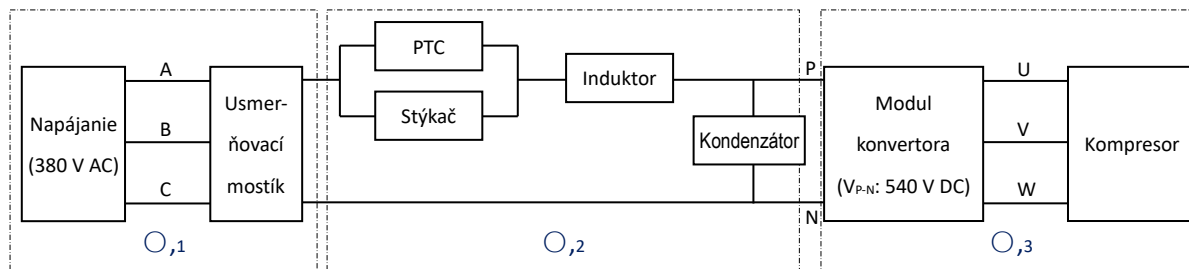 Napájanie
(380 V AC)
A
B
C
Usmer-
ňovací
mostík
PTC
Stýkač
Induktor
Kondenzátor
P
N
Modul
konvertora
(VP-N: 540 V DC)
U
V
W
Kompresor
○,1
○,2
○,3